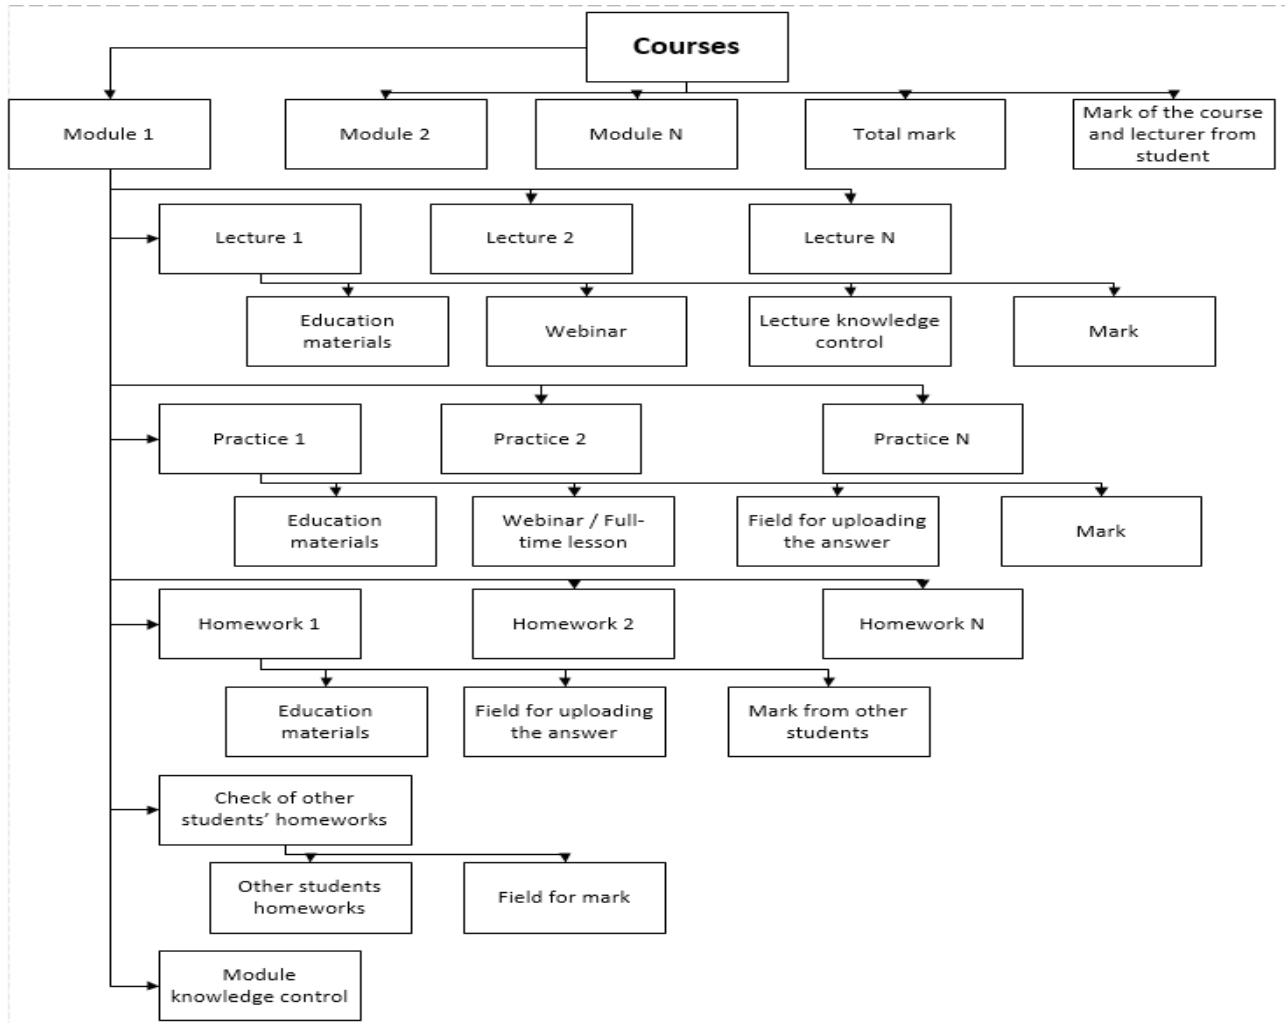 Courses
Module 1
Module 2
Module N
Total mark
Mark of the course
and lecturer from
student
Lecture 1
Lecture 2
Lecture N
Education
materials
Webinar
Lecture knowledge
control
Mark
Practice 1
Practice 2
Practice N
Education
materials
Webinar / Full-
time lesson
Field for uploading
the answer
Mark
Homework 1
Homework 2
Homework N
Education
materials
Field for uploading
the answer
Mark from other
students
Check of other
students’ homeworks
Other students
homeworks
Field for mark
Module
knowledge control